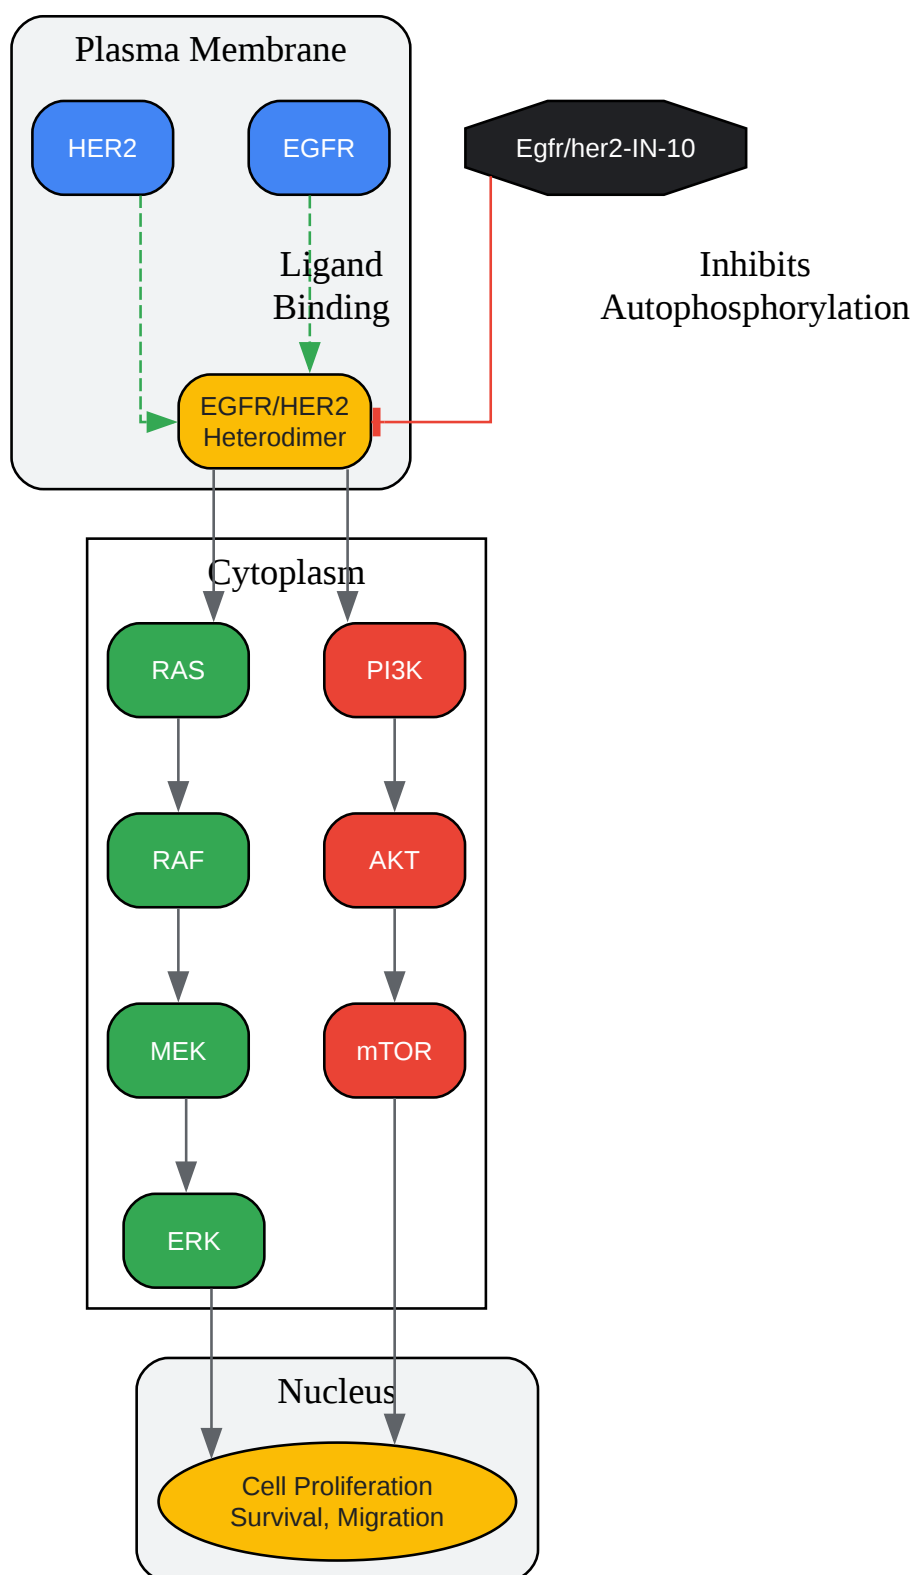 Plasma Membrane
HER2
EGFR
Egfr/her2-IN-10
Ligand
Binding
Inhibits
Autophosphorylation
EGFR/HER2
Heterodimer
Cytoplasm
RAS
PI3K
RAF
AKT
MEK
mTOR
ERK
Nucleus
Cell Proliferation
Survival, Migration